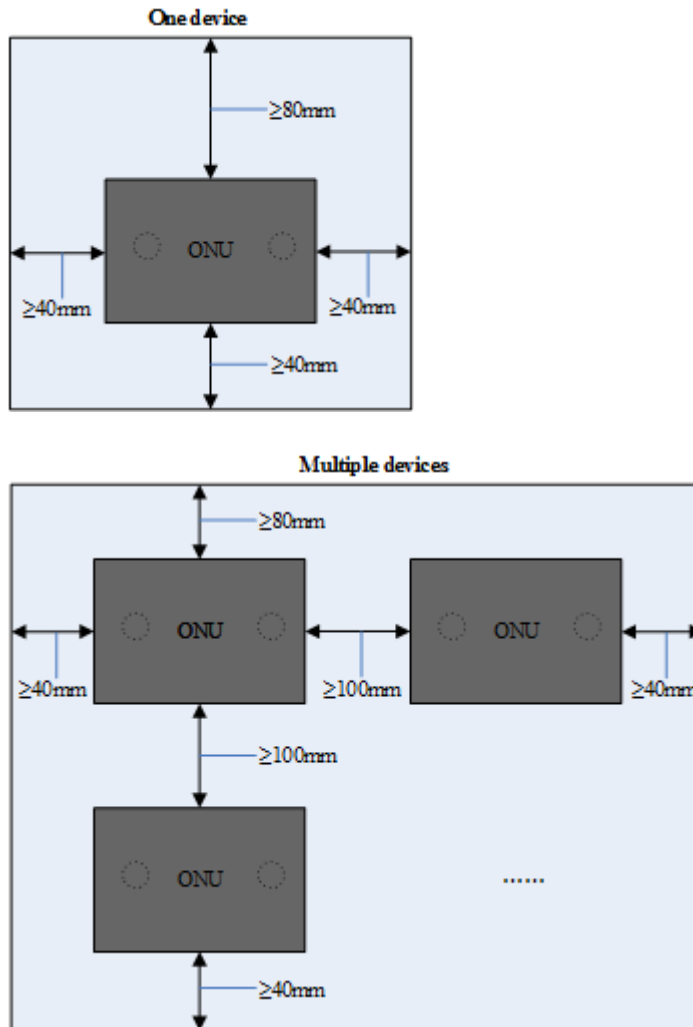 One device
≥80mm
ONU
≥40mm
≥40mm
≥40mm
Multiple devices
≥80mm
ONU
ONU
≥40mm
≥100mm
≥40mm
≥100mm
ONU
......
≥40mm